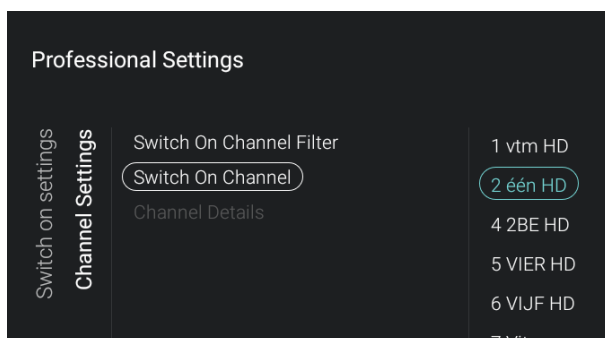 Professional Settings
Switch on settings
Channel Settings
Switch On Channel Filter
Switch On Channel
Channel Details
1 vtm HD
2 één HD
4 2BE HD
5 VIER HD
6 VIJF HD